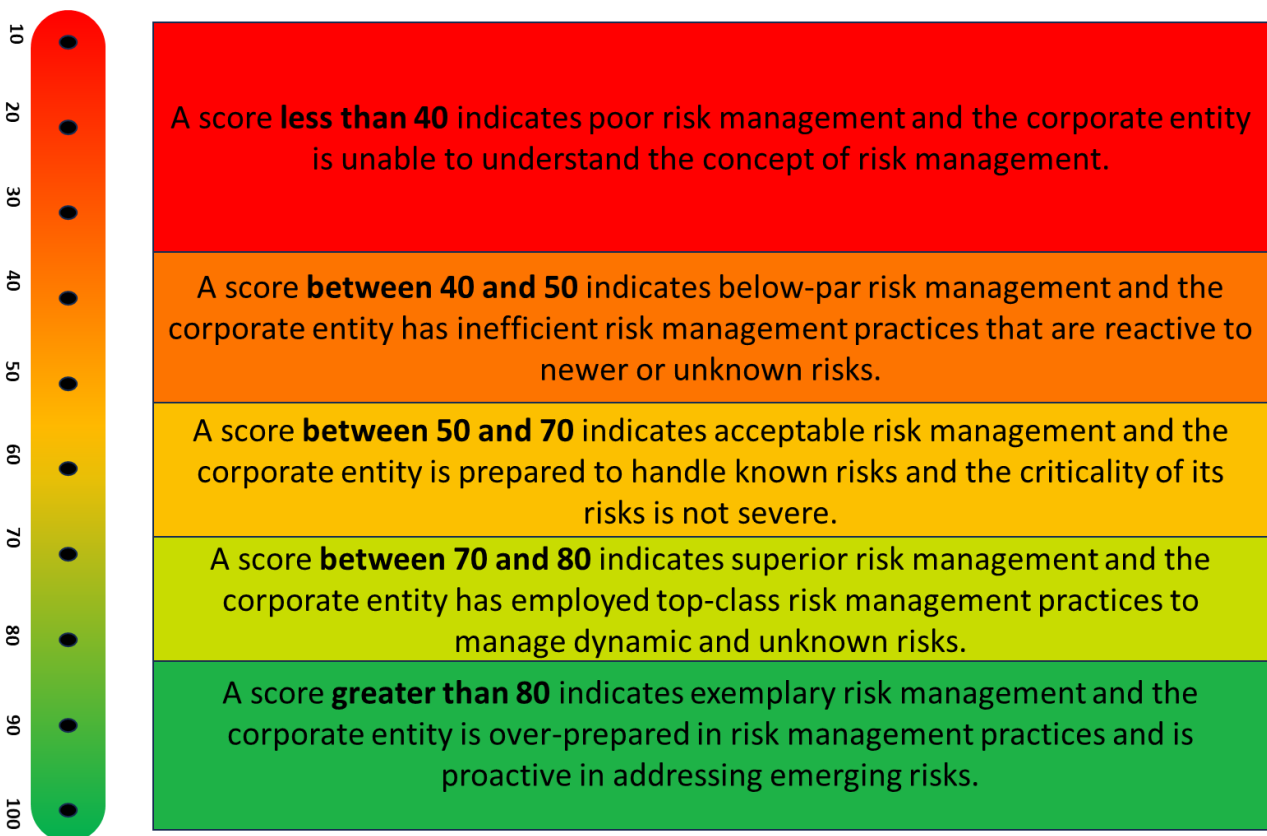 10
20
30
40
50
60
70
80
90
100
A score less than 40 indicates poor risk management and the corporate entity
is unable to understand the concept of risk management.
A score between 40 and 50 indicates below-par risk management and the
corporate entity has inefficient risk management practices that are reactive to
newer or unknown risks.
A score between 50 and 70 indicates acceptable risk management and the
corporate entity is prepared to handle known risks and the criticality of its
risks is not severe.
A score between 70 and 80 indicates superior risk management and the
corporate entity has employed top-class risk management practices to
manage dynamic and unknown risks.
A score greater than 80 indicates exemplary risk management and the
corporate entity is over-prepared in risk management practices and is
proactive in addressing emerging risks.